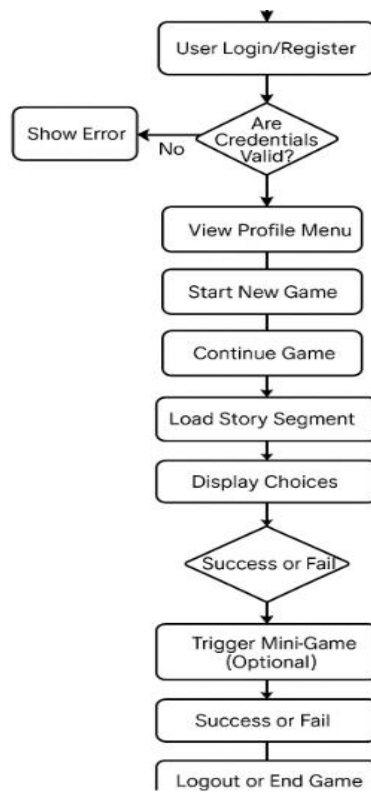 User Login/Register
Show Error
No
Are
Credentials
Valid?
View Profile Menu
Start New Game
Continue Game
Load Story Segment
Display Choices
Success or Fail
Trigger Mini-Game
(Optional)
Success or Fail
Logout or End Game